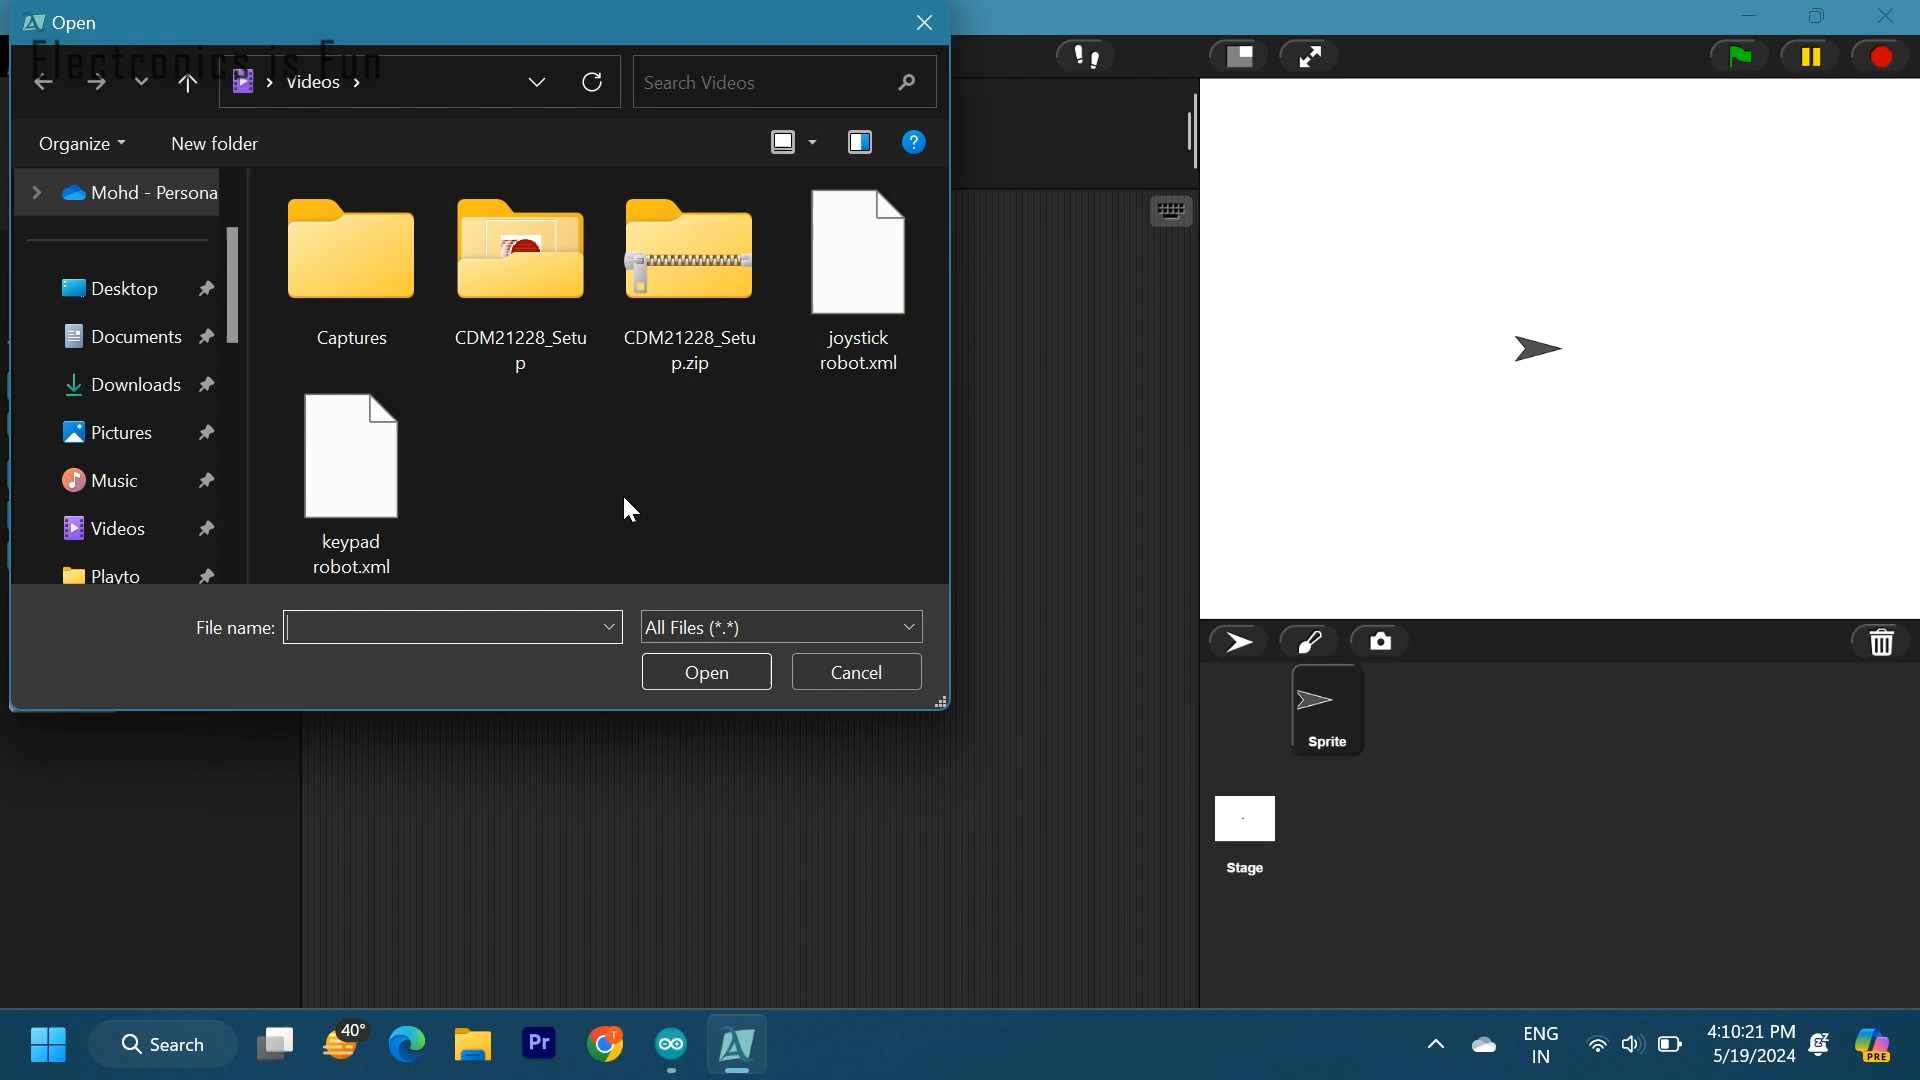 Open
Electronics is Fun
Videos
Search Videos
Organize
New folder
Mohd - Persona
Desktop
Documents
Downloads
Pictures
Music
Videos
Playto
Captures
CDM21228_Setu
p
CDM21228_Setu
p.zip
joystick
robot.xml
keypad
robot.xml
File name:
All Files (*.*)
Open
Cancel
Sprite
Stage
Search
40°
Pr
ENG
IN
4:10:21 PM
5/19/2024
PRE